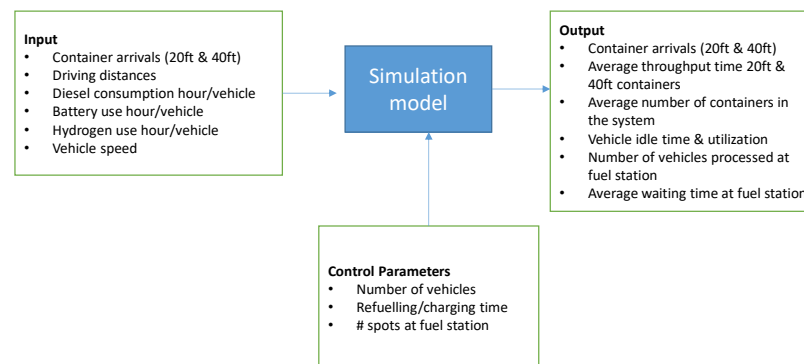 Input
• Container arrivals (20ft & 40ft)
• Driving distances
• Diesel consumption hour/vehicle
• Battery use hour/vehicle
• Hydrogen use hour/vehicle
• Vehicle speed
Simulation
model
Output
• Container arrivals (20ft & 40ft)
• Average throughput time 20ft &
40ft containers
• Average number of containers in
the system
• Vehicle idle time & utilization
• Number of vehicles processed at
fuel station
• Average waiting time at fuel station
Control Parameters
• Number of vehicles
• Refuelling/charging time
• # spots at fuel station